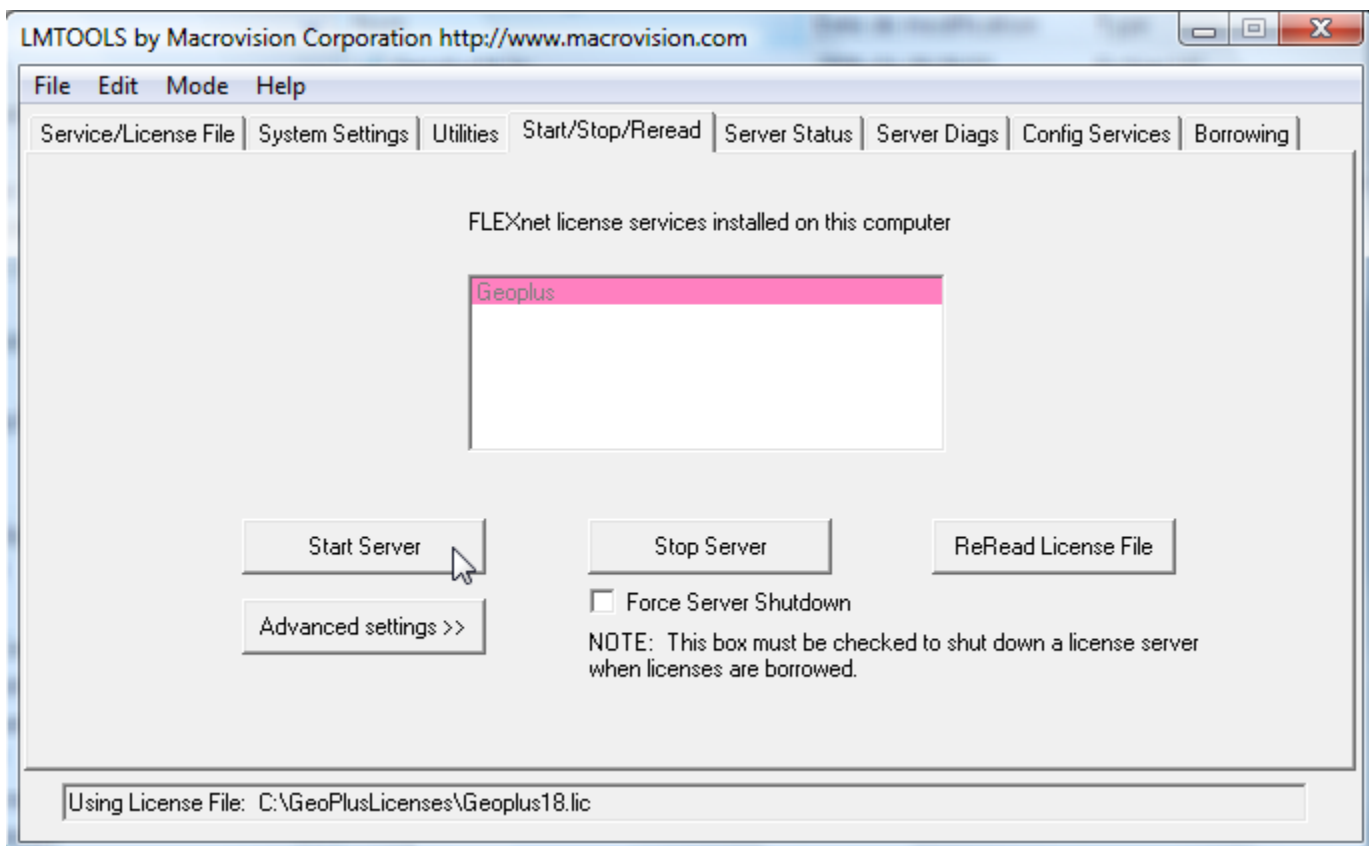 LMTOOLS by Macrovision Corporation http://www.macrovision.com
File Edit Mode Help
Service/License File System Settings Utilities Start/Stop/Reread Server Status Server Diags Config Services Borrowing
FLEXnet license services installed on this computer
Geoplus
Start Server Stop Server ReRead License File
Force Server Shutdown
Advanced settings >>
NOTE: This box must be checked to shut down a license server
when licenses are borrowed.
Using License File: C:\GeoPlusLicenses\Geoplus18.lic